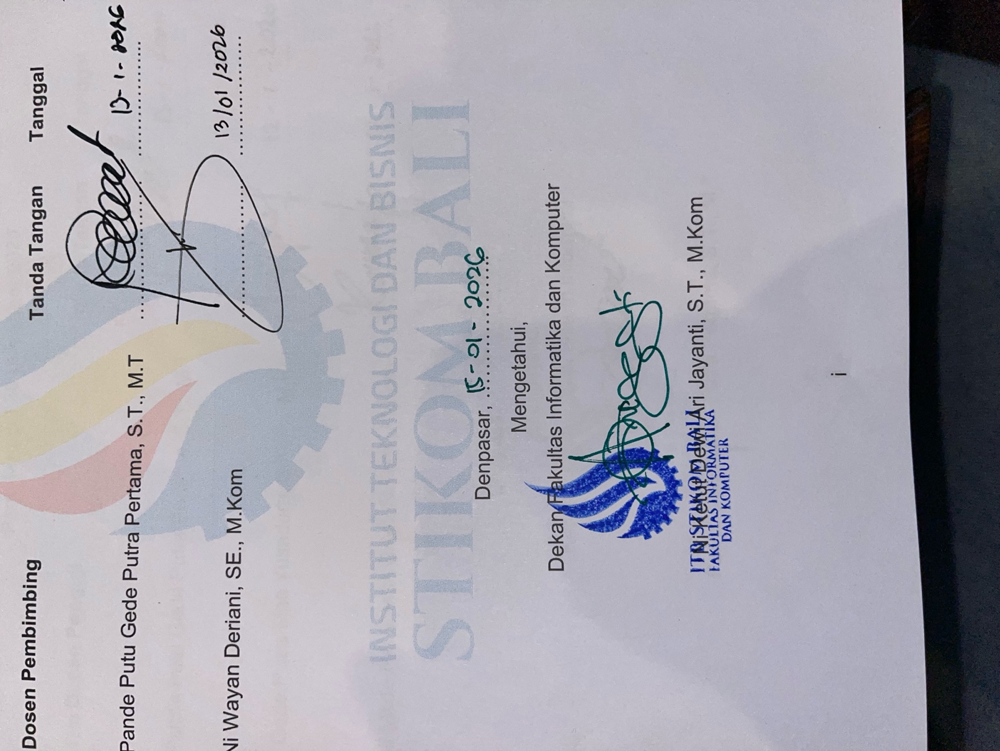 Dosen Pembimbing Tanda Tangan Tanggal
Pande Putu Gede Putra Pertama, S.T., M.T .................... 13-1-2026
Ni Wayan Deriani, SE., M.Kom .................... 13/01/2026
INSTITUT TEKNOLOGI DAN BISNIS
STIKOM BALI
Denpasar, 15-01-2026
Mengetahui,
Dekan Fakultas Informatika dan Komputer
Ni Ketut Dewi Ari Jayanti, S.T., M.Kom
ITB STIKOM BALI
FAKULTAS INFORMATIKA
DAN KOMPUTER
i